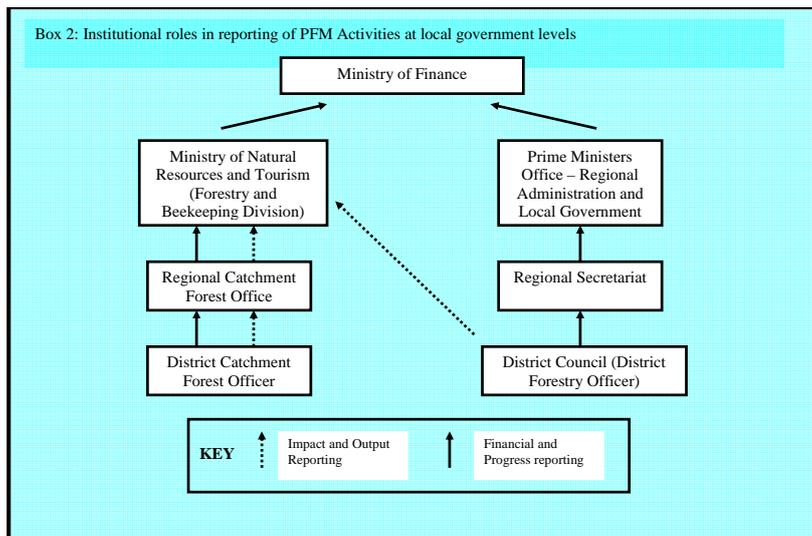 Box 2: Institutional roles in reporting of PFM Activities at local government levels
Ministry of Finance
Ministry of Natural
Resources and Tourism
(Forestry and
Beekeeping Division)
Prime Ministers
Office – Regional
Administration and
Local Government
Regional Catchment
Forest Office
Regional Secretariat
District Catchment
Forest Officer
District Council (District
Forestry Officer)
KEY
Impact and Output
Reporting
Financial and
Progress reporting